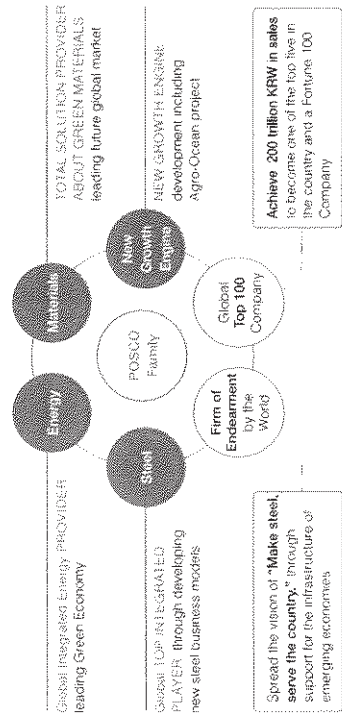 Global Integrated Energy PROVIDER
leading Green Economy
Global TOP INTEGRATED
PLAYER through developing
new steel business models
Spread the vision of “Make steel,
serve the country.” through
support for the infrastructure of
emerging economies
Energy
Materials
Steel
POSCO
Family
New
Growth
Engine
Firm of
Endearment
by the
World
Global
Top 100
Company
TOTAL SOLUTION PROVIDER
ABOUT GREEN MATERIALS
leading future global market
NEW GROWTH ENGINE
development including
Agro-Ocean project
Achieve 200 trillion KRW in sales
to become one of the top five in
the country and a Fortune 100
Company